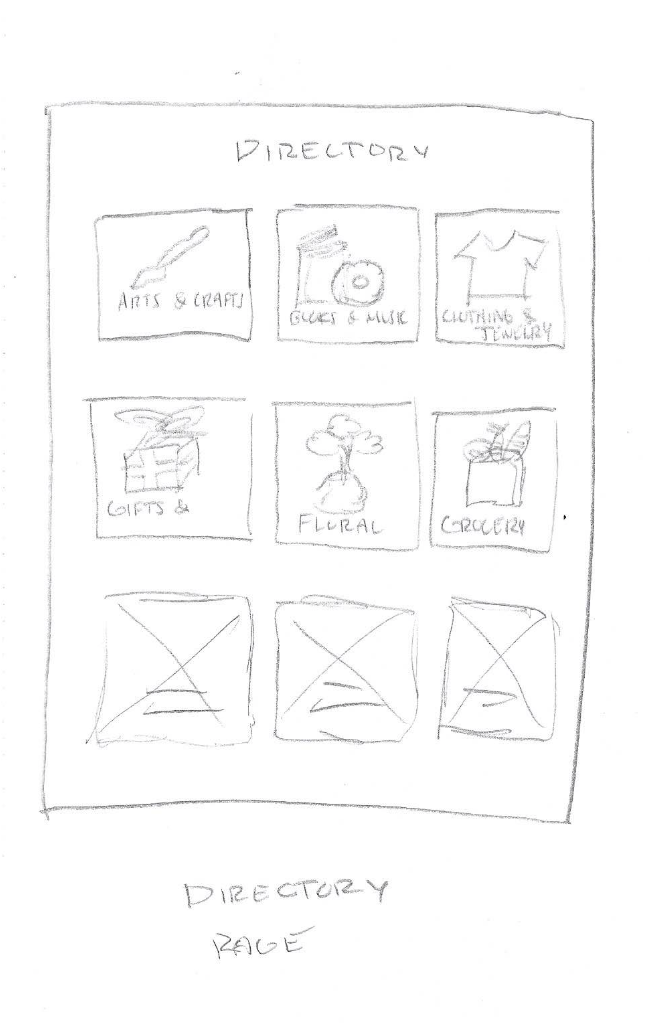 DIRECTORY
ARTS & CRAFTS
BOOKS & MUSIC
CLOTHING &
JEWELRY
GIFTS &
FLORAL
GROCERY
DIRECTORY
PAGE